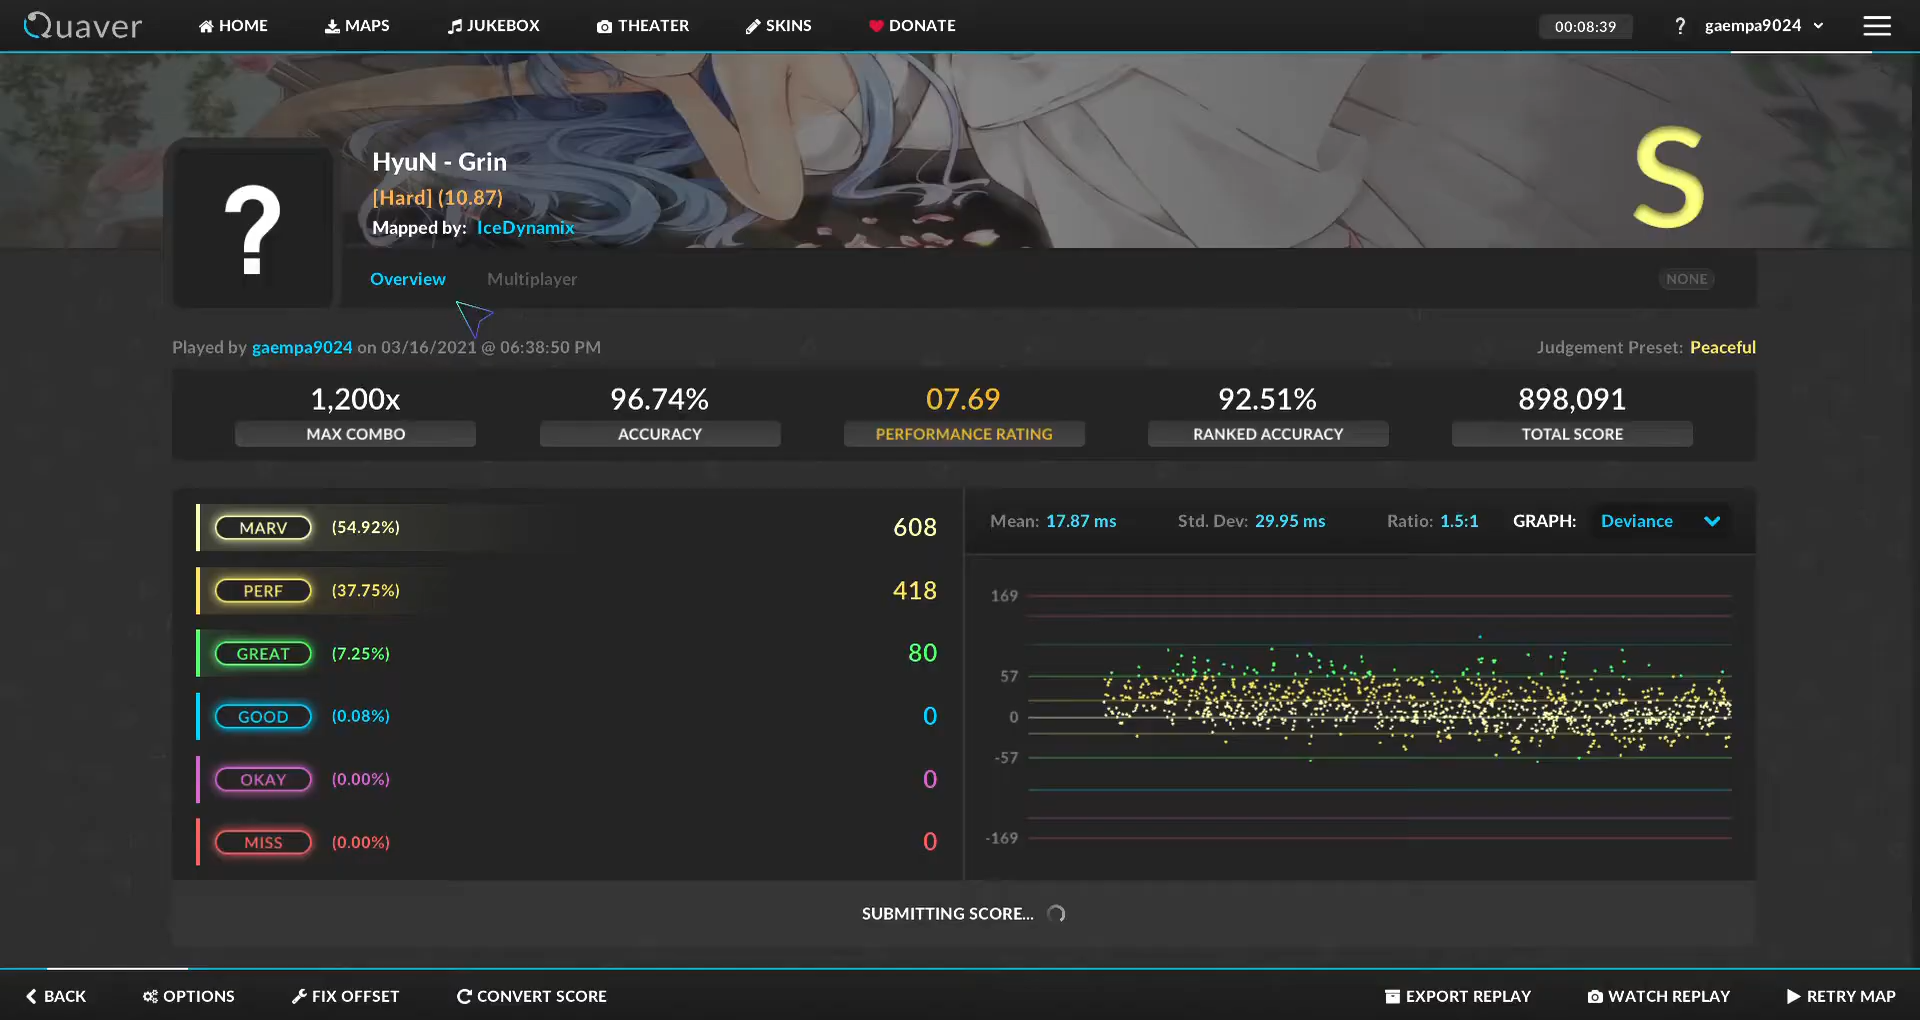 Quaver HOME MAPS JUKEBOX THEATER SKINS DONATE 00:08:39 ? gaempa9024
S
?
HyuN - Grin
[Hard] (10.87)
Mapped by: IceDynamix
Overview Multiplayer NONE
Played by gaempa9024 on 03/16/2021 @ 06:38:50 PM Judgement Preset: Peaceful
1,200x 96.74% 07.69 92.51% 898,091
MAX COMBO ACCURACY PERFORMANCE RATING RANKED ACCURACY TOTAL SCORE
MARV (54.92%) 608
PERF (37.75%) 418
GREAT (7.25%) 80
GOOD (0.08%) 0
OKAY (0.00%) 0
MISS (0.00%) 0
Mean: 17.87 ms Std. Dev: 29.95 ms Ratio: 1.5:1 GRAPH: Deviance
169
57
0
-57
-169
SUBMITTING SCORE...
BACK OPTIONS FIX OFFSET CONVERT SCORE EXPORT REPLAY WATCH REPLAY RETRY MAP